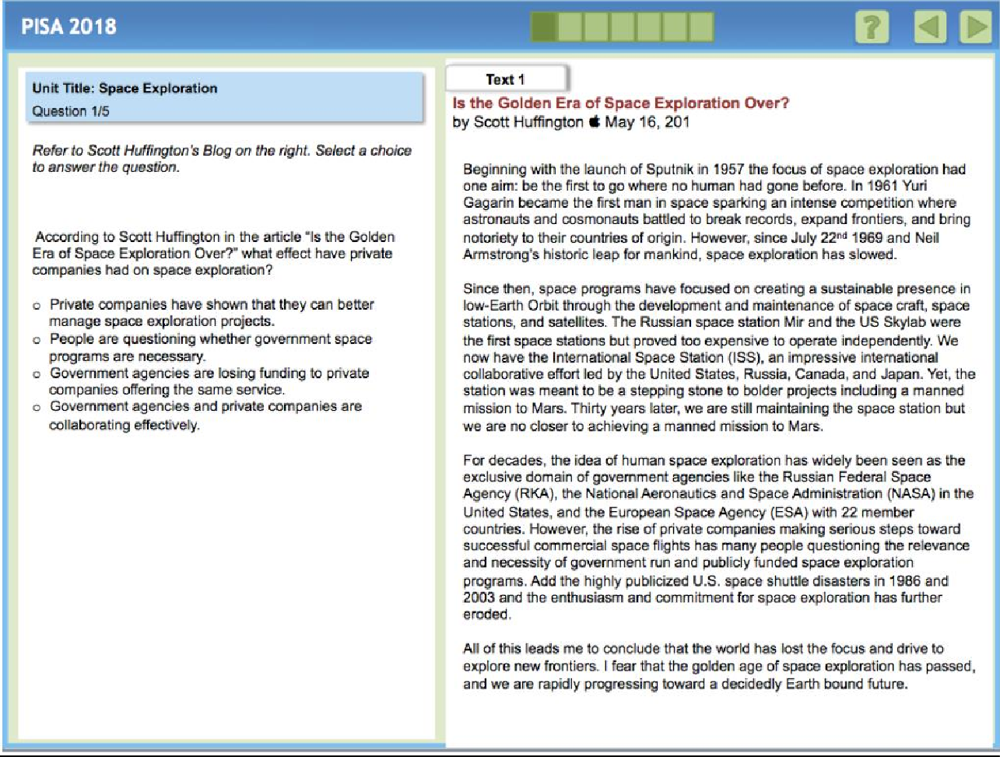 PISA 2018
?
Unit Title: Space Exploration
Question 1/5
Refer to Scott Huffington's Blog on the right. Select a choice
to answer the question.
According to Scott Huffington in the article "Is the Golden
Era of Space Exploration Over?" what effect have private
companies had on space exploration?
o Private companies have shown that they can better
manage space exploration projects.
o People are questioning whether government space
programs are necessary.
o Government agencies are losing funding to private
companies offering the same service.
o Government agencies and private companies are
collaborating effectively.
Text 1
Is the Golden Era of Space Exploration Over?
by Scott Huffington May 16, 201
Beginning with the launch of Sputnik in 1957 the focus of space exploration had
one aim: be the first to go where no human had gone before. In 1961 Yuri
Gagarin became the first man in space sparking an intense competition where
astronauts and cosmonauts battled to break records, expand frontiers, and bring
notoriety to their countries of origin. However, since July 22nd 1969 and Neil
Armstrong's historic leap for mankind, space exploration has slowed.
Since then, space programs have focused on creating a sustainable presence in
low-Earth Orbit through the development and maintenance of space craft, space
stations, and satellites. The Russian space station Mir and the US Skylab were
the first space stations but proved too expensive to operate independently. We
now have the International Space Station (ISS), an impressive international
collaborative effort led by the United States, Russia, Canada, and Japan. Yet, the
station was meant to be a stepping stone to bolder projects including a manned
mission to Mars. Thirty years later, we are still maintaining the space station but
we are no closer to achieving a manned mission to Mars.
For decades, the idea of human space exploration has widely been seen as the
exclusive domain of government agencies like the Russian Federal Space
Agency (RKA), the National Aeronautics and Space Administration (NASA) in the
United States, and the European Space Agency (ESA) with 22 member
countries. However, the rise of private companies making serious steps toward
successful commercial space flights has many people questioning the relevance
and necessity of government run and publicly funded space exploration
programs. Add the highly publicized U.S. space shuttle disasters in 1986 and
2003 and the enthusiasm and commitment for space exploration has further
eroded.
All of this leads me to conclude that the world has lost the focus and drive to
explore new frontiers. I fear that the golden age of space exploration has passed,
and we are rapidly progressing toward a decidedly Earth bound future.